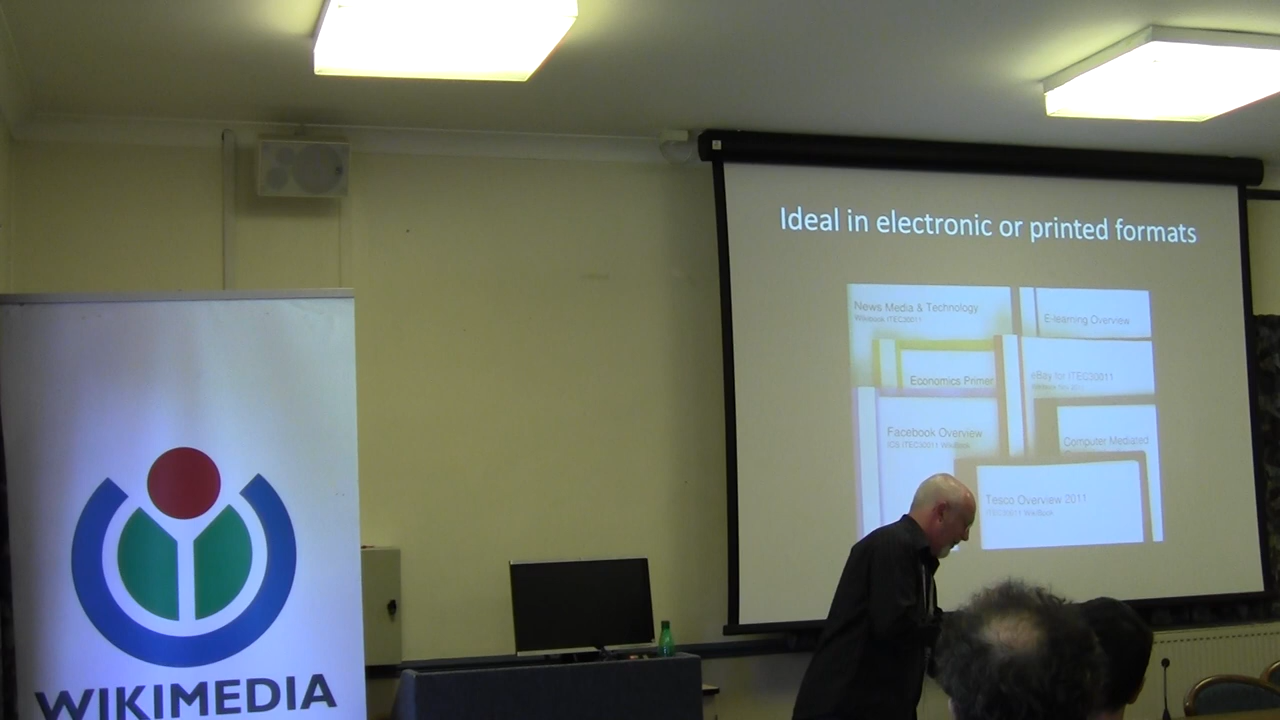 Ideal in electronic or printed formats
News Media & Technology
Wikibook ITEC30011
E-learning Overview
Economics Primer
eBay for ITEC30011
Facebook Overview
ICS ITEC30011 WikiBook
Computer Mediated
Tesco Overview 2011
ITEC30011 WikiBook
WIKIMEDIA